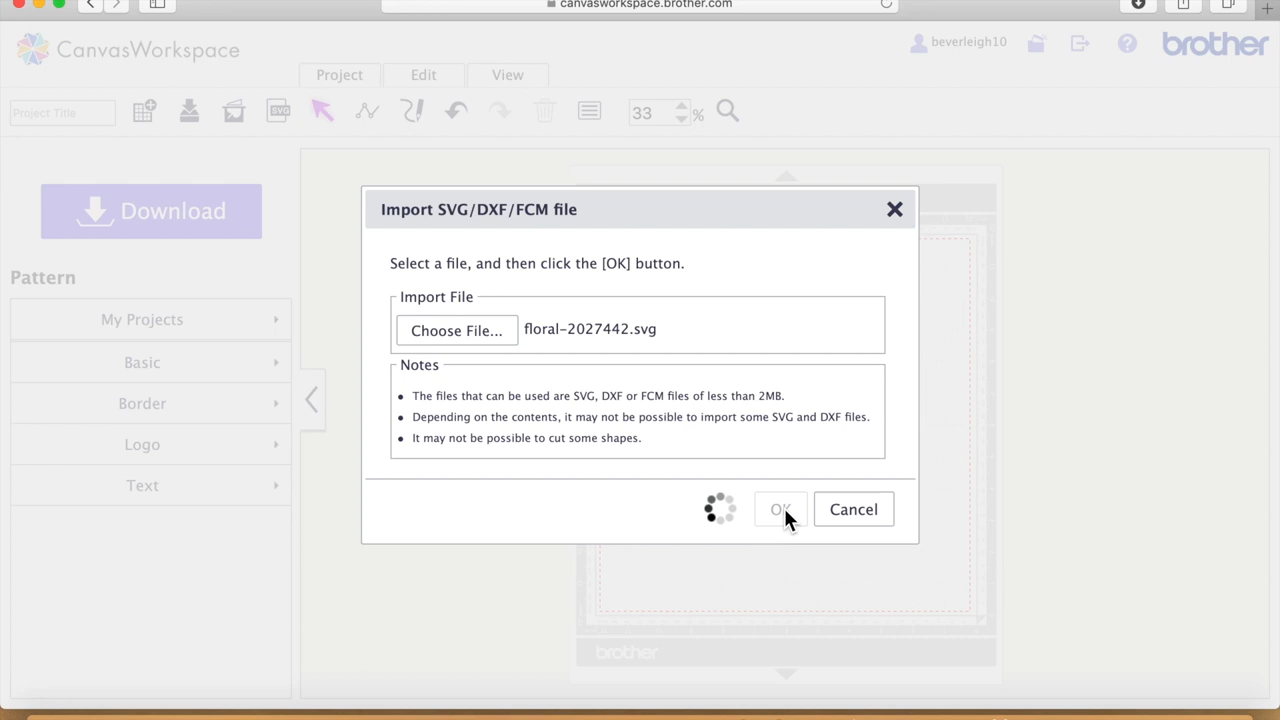 canvasworkspace.brother.com
CanvasWorkspace
beverleigh10
brother
Project Edit View
Project Title
SVG
33 %
Download
Pattern
My Projects
Basic
Border
Logo
Text
Import SVG/DXF/FCM file
Select a file, and then click the [OK] button.
Import File
Choose File... floral-2027442.svg
Notes
• The files that can be used are SVG, DXF or FCM files of less than 2MB.
• Depending on the contents, it may not be possible to import some SVG and DXF files.
• It may not be possible to cut some shapes.
OK Cancel
brother